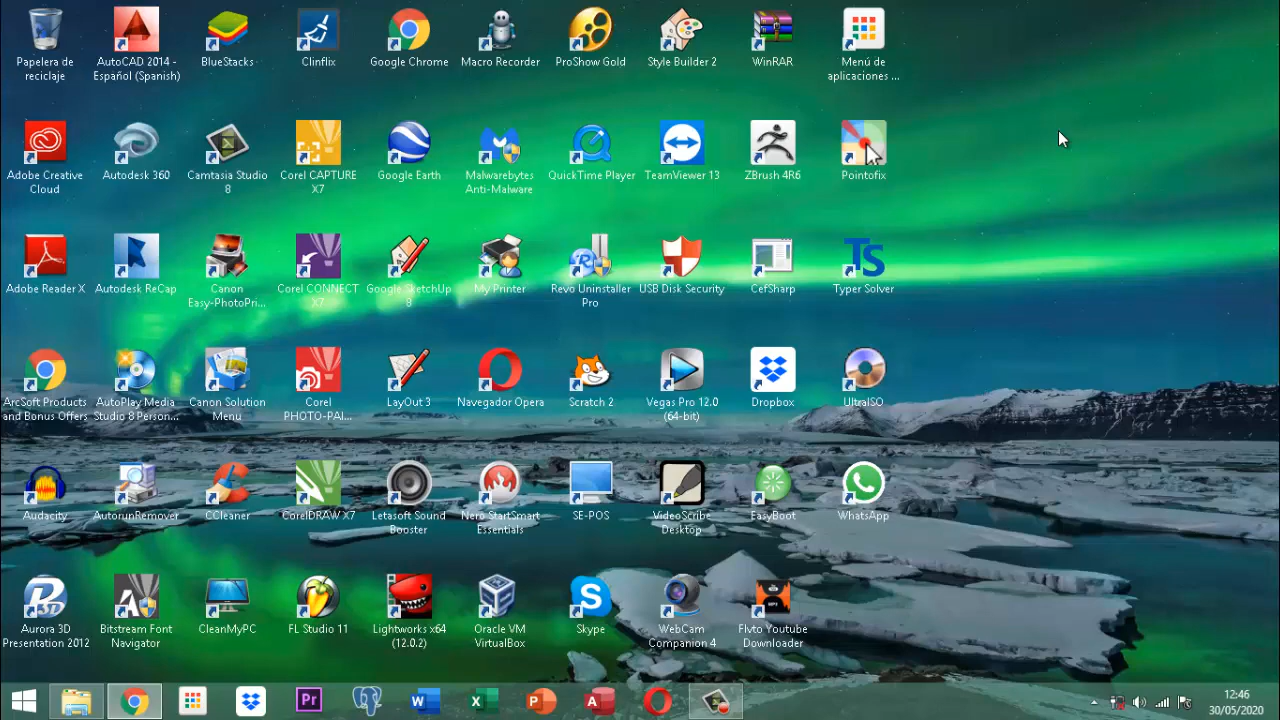 Papelera de
reciclaje
AutoCAD 2014 -
Español (Spanish)
BlueStacks
Clinflix
Google Chrome
Macro Recorder
ProShow Gold
Style Builder 2
WinRAR
Menú de
aplicaciones ...
Adobe Creative
Cloud
Autodesk 360
Camtasia Studio
8
Corel CAPTURE
X7
Google Earth
Malwarebytes
Anti-Malware
QuickTime Player
TeamViewer 13
ZBrush 4R6
Pointofix
Adobe Reader X
Autodesk ReCap
Canon
Easy-PhotoPri...
Corel CONNECT
X7
Google SketchUp
8
My Printer
Revo Uninstaller
Pro
USB Disk Security
CefSharp
TS
Typer Solver
ArcSoft Products
and Bonus Offers
AutoPlay Media
Studio 8 Person...
Canon Solution
Menu
Corel
PHOTO-PAI...
LayOut 3
Navegador Opera
Scratch 2
Vegas Pro 12.0
(64-bit)
Dropbox
UltraISO
Audacity
AutorunRemover
CCleaner
CorelDRAW X7
Letasoft Sound
Booster
Nero StartSmart
Essentials
SE-POS
VideoScribe
Desktop
EasyBoot
WhatsApp
Aurora 3D
Presentation 2012
Bitstream Font
Navigator
CleanMyPC
FL Studio 11
Lightworks x64
(12.0.2)
Oracle VM
VirtualBox
Skype
WebCam
Companion 4
Flvto Youtube
Downloader
Pr
W
X
P
A
12:46
30/05/2020